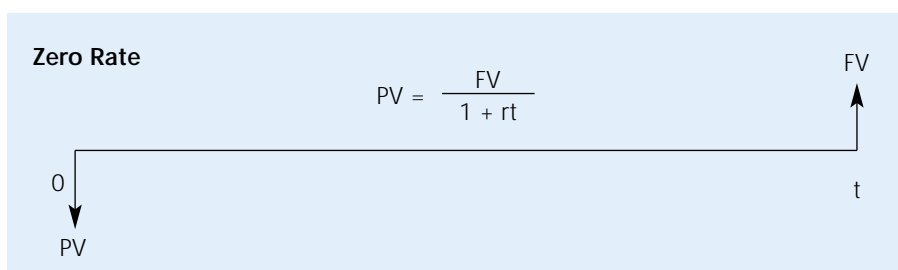 Zero Rate
FV
PV = FV
1 + rt
0
t
PV